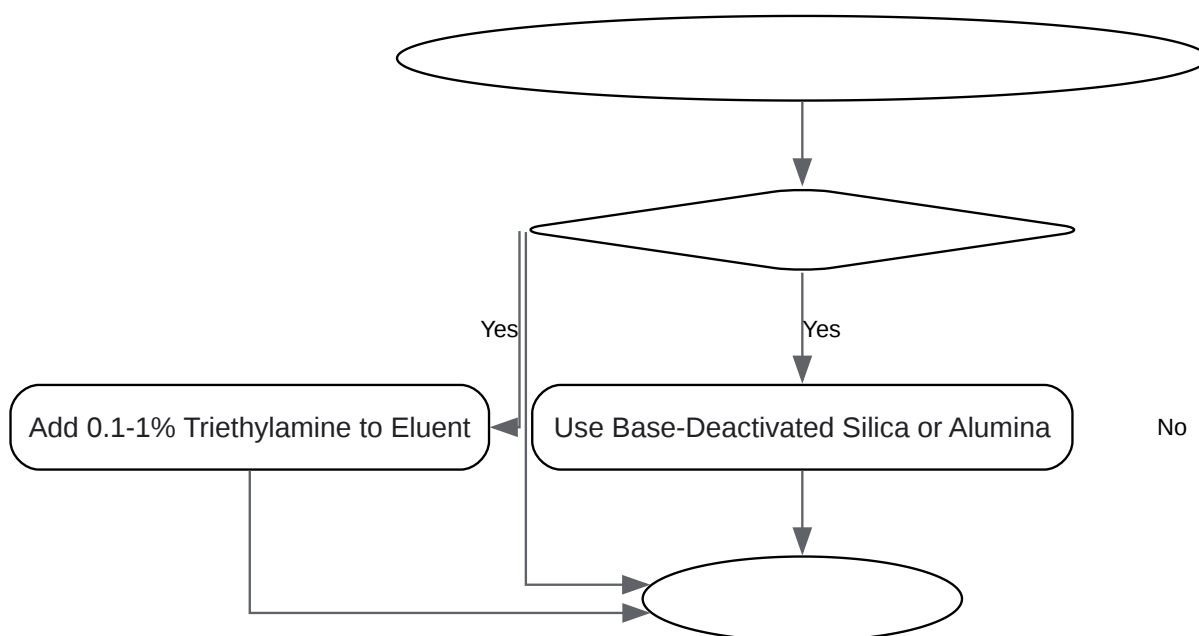 Yes
Yes
Add 0.1-1% Triethylamine to Eluent
Use Base-Deactivated Silica or Alumina
No